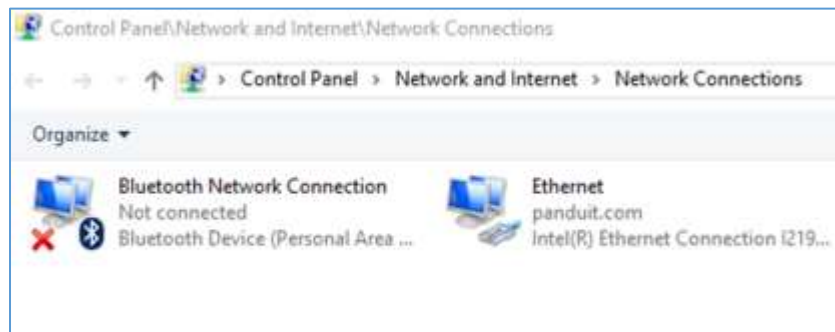 Control Panel\Network and Internet\Network Connections
Control Panel > Network and Internet > Network Connections
Organize
Bluetooth Network Connection
Not connected
Bluetooth Device (Personal Area ...
Ethernet
panduit.com
Intel(R) Ethernet Connection I219...